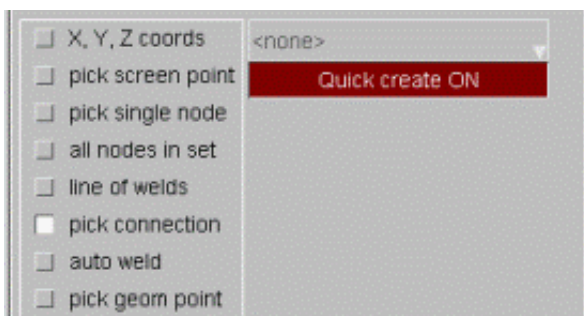 X, Y, Z coords
<none>
pick screen point
Quick create ON
pick single node
all nodes in set
line of welds
pick connection
auto weld
pick geom point